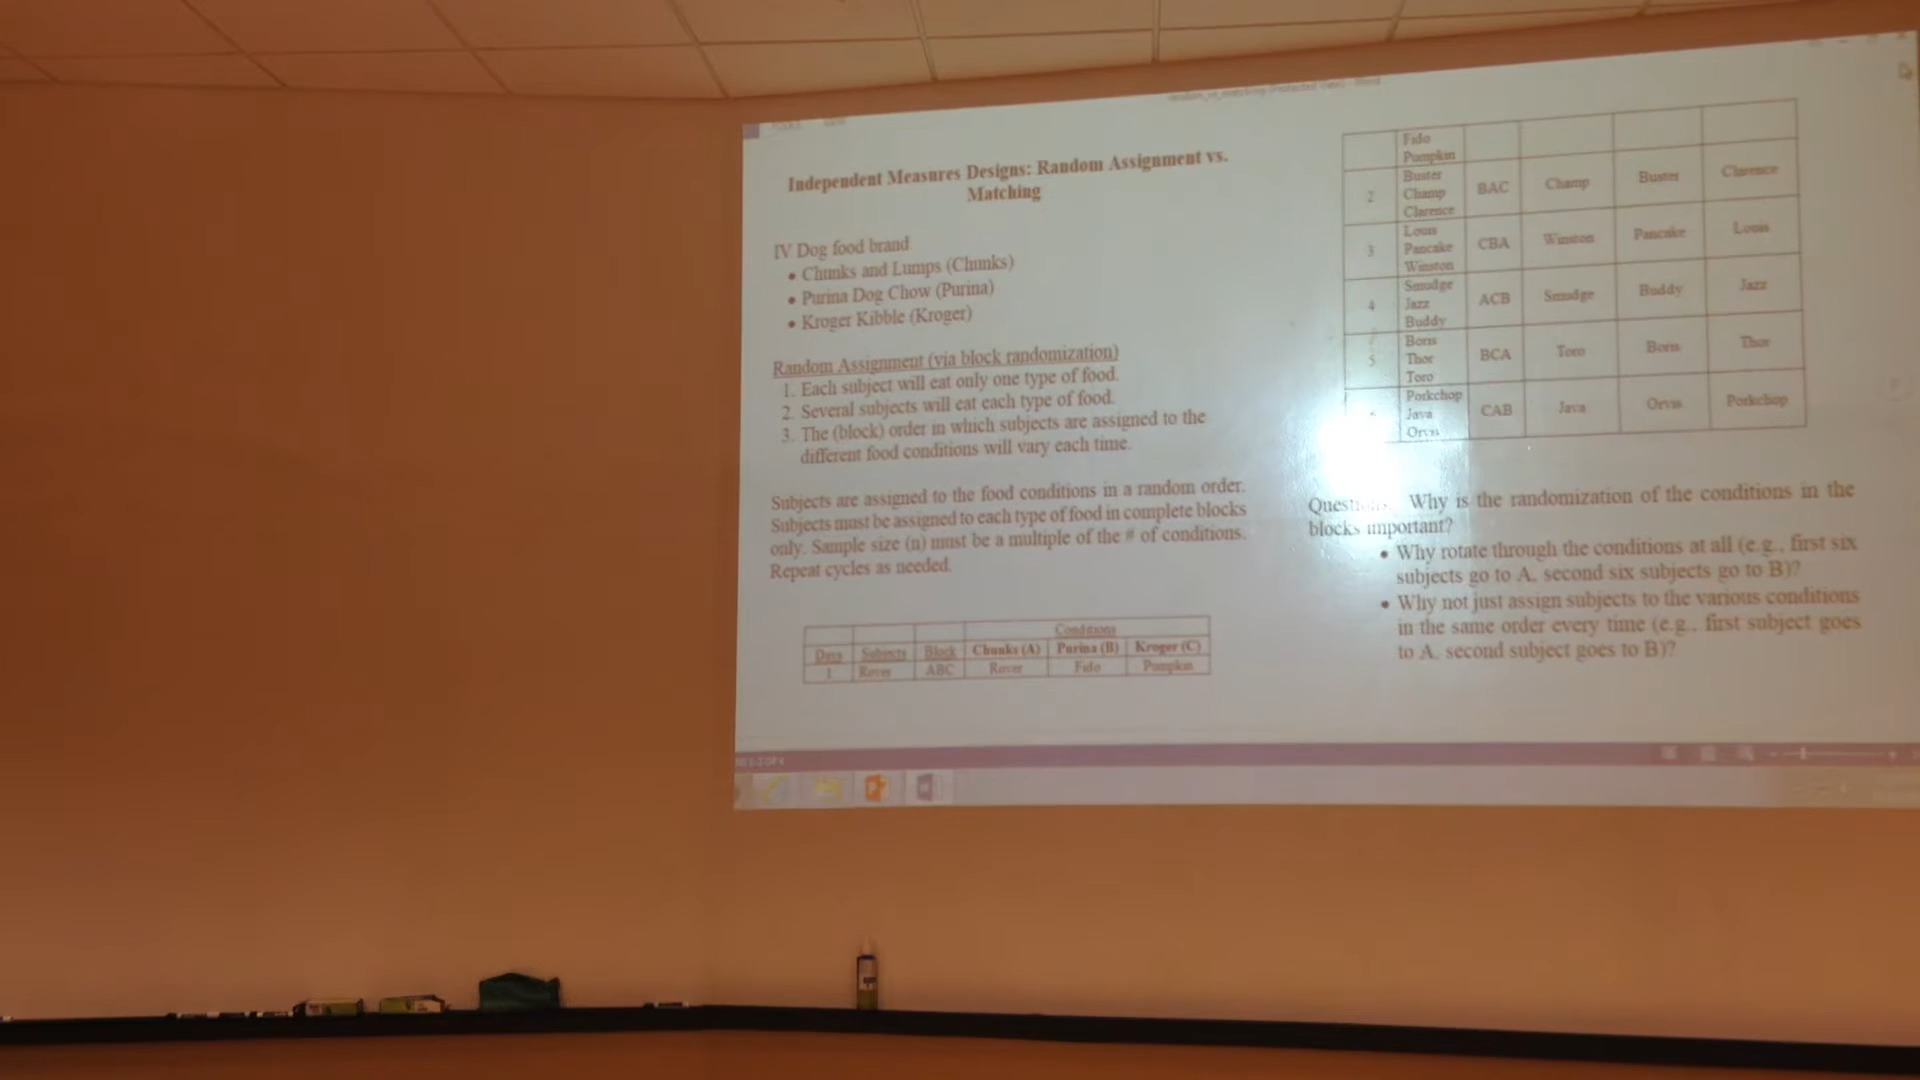 Independent Measures Designs: Random Assignment vs.
Matching
IV Dog food brand
• Chunks and Lumps (Chunks)
• Purina Dog Chow (Purina)
• Kroger Kibble (Kroger)
Random Assignment (via block randomization)
1. Each subject will eat only one type of food.
2. Several subjects will eat each type of food.
3. The (block) order in which subjects are assigned to the
different food conditions will vary each time.
Subjects are assigned to the food conditions in a random order.
Subjects must be assigned to each type of food in complete blocks
only. Sample size (n) must be a multiple of the # of conditions.
Repeat cycles as needed.
Conditions
Days Subjects Block Chunks (A) Purina (B) Kroger (C)
1 Rover ABC Rover Fido Pumpkin
Fido
Pumpkin
Buster
2 Champ BAC Champ Buster Clarence
Clarence
Louis
3 Pancake CBA Winston Pancake Louis
Winston
Smudge
4 Jazz ACB Smudge Buddy Jazz
Buddy
Boris
5 Thor BCA Toro Boris Thor
Toro
Porkchop
Java CAB Java Orvis Porkchop
Orvis
Why is the randomization of the conditions in the
blocks important?
• Why rotate through the conditions at all (e.g., first six
subjects go to A, second six subjects go to B)?
• Why not just assign subjects to the various conditions
in the same order every time (e.g., first subject goes
to A, second subject goes to B)?